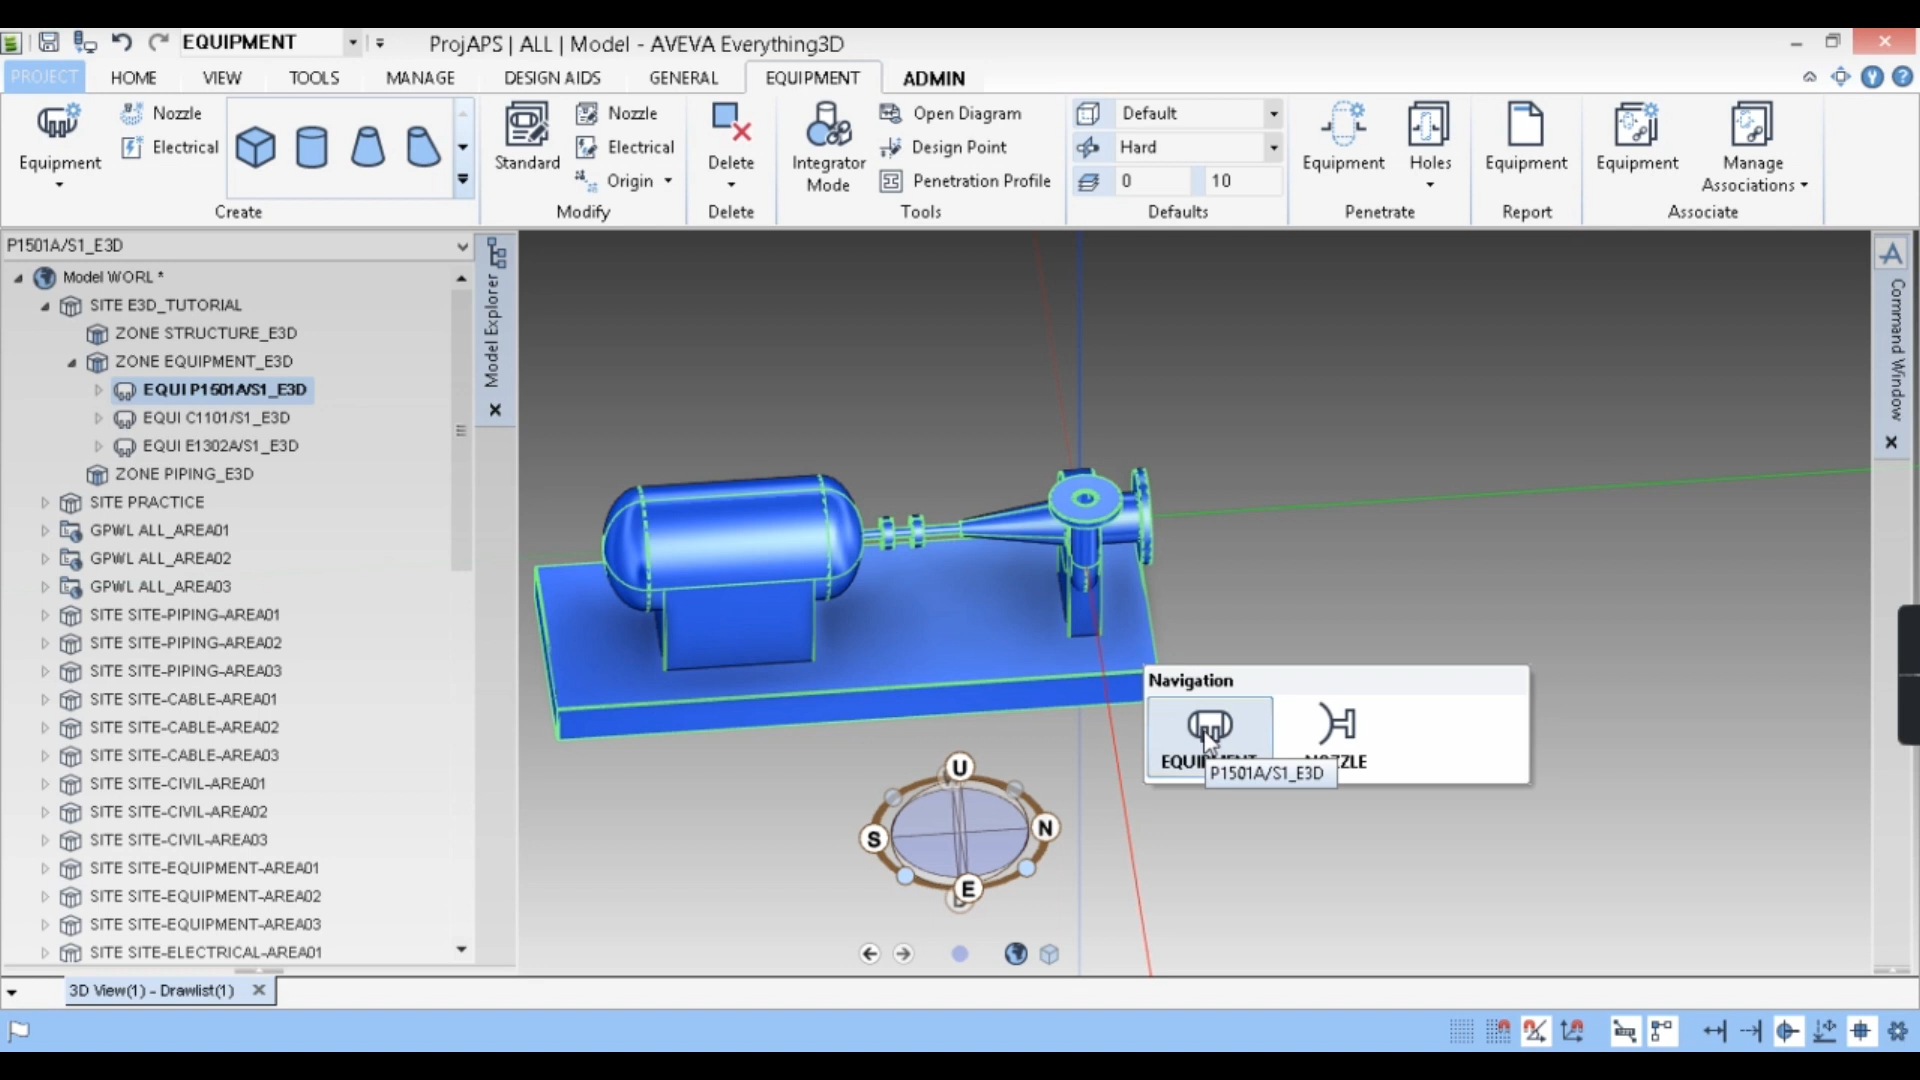 EQUIPMENT
ProjAPS | ALL | Model - AVEVA Everything3D
PROJECT
HOME
VIEW
TOOLS
MANAGE
DESIGN AIDS
GENERAL
EQUIPMENT
ADMIN
Equipment
Nozzle
Electrical
Create
Standard
Nozzle
Electrical
Origin
Modify
Delete
Delete
Integrator
Mode
Open Diagram
Design Point
Penetration Profile
Tools
Default
Hard
0
10
Defaults
Equipment
Holes
Penetrate
Equipment
Report
Equipment
Manage
Associations
Associate
P1501A/S1_E3D
Model WORL *
SITE E3D_TUTORIAL
ZONE STRUCTURE_E3D
ZONE EQUIPMENT_E3D
EQUI P1501A/S1_E3D
EQUI C1101/S1_E3D
EQUI E1302A/S1_E3D
ZONE PIPING_E3D
SITE PRACTICE
GPWL ALL_AREA01
GPWL ALL_AREA02
GPWL ALL_AREA03
SITE SITE-PIPING-AREA01
SITE SITE-PIPING-AREA02
SITE SITE-PIPING-AREA03
SITE SITE-CABLE-AREA01
SITE SITE-CABLE-AREA02
SITE SITE-CABLE-AREA03
SITE SITE-CIVIL-AREA01
SITE SITE-CIVIL-AREA02
SITE SITE-CIVIL-AREA03
SITE SITE-EQUIPMENT-AREA01
SITE SITE-EQUIPMENT-AREA02
SITE SITE-EQUIPMENT-AREA03
SITE SITE-ELECTRICAL-AREA01
Model Explorer
Command Window
Navigation
P1501A/S1_E3D
U
S
N
E
3D View(1) - Drawlist(1)